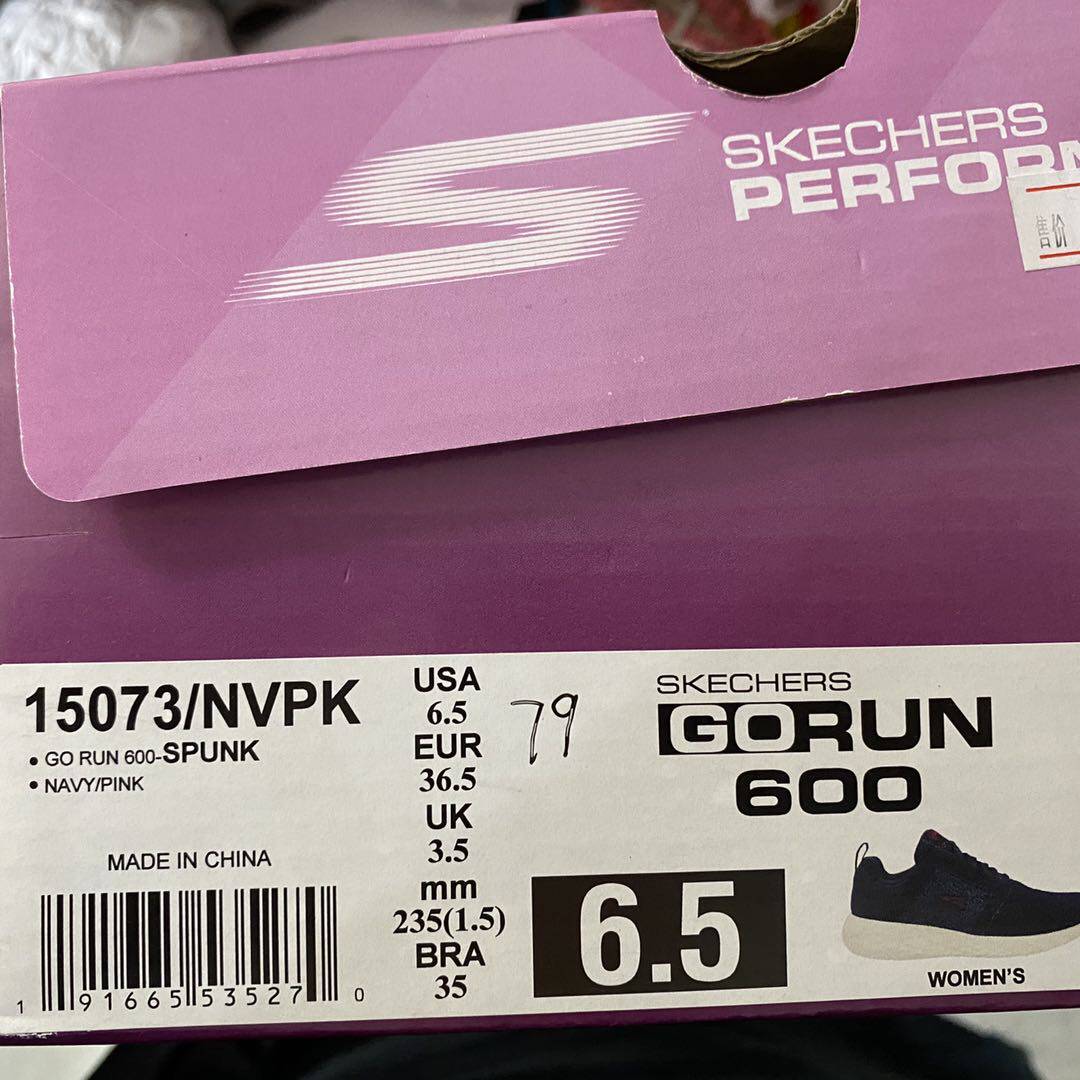 SKECHERS
PERFORM
售价
15073/NVPK
• GO RUN 600-SPUNK
• NAVY/PINK
MADE IN CHINA
1 91665 53527 0
USA
6.5
EUR
36.5
UK
3.5
mm
235(1.5)
BRA
35
79
SKECHERS
GORUN
600
6.5
WOMEN'S